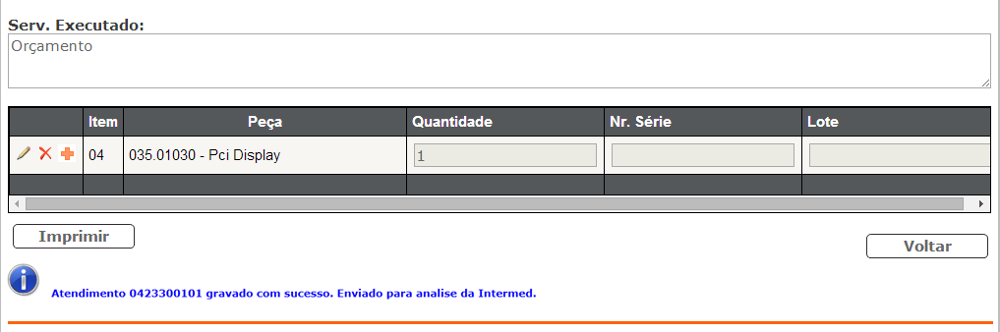 Serv. Executado:
Orçamento
Item Peça Quantidade Nr. Série Lote
04 035.01030 - Pci Display 1
Imprimir
Voltar
Atendimento 0423300101 gravado com sucesso. Enviado para analise da Intermed.